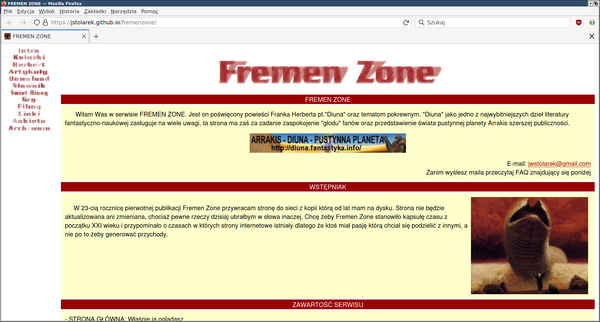 FREMEN ZONE — Mozilla Firefox
Plik Edycja Widok Historia Zakładki Narzędzia Pomoc
https://jstolarek.github.io/fremenzone/
Szukaj
FREMEN ZONE
Intro
Książki
Herbert
Artykuły
Download
Słownik
Świat Diuny
Gry
Filmy
Linki
Ankieta
Archiwum
Fremen Zone
FREMEN ZONE
Witam w serwisie FREMEN ZONE. Jest on poświęcony powieści Franka Herberta pt."Diuna" oraz tematom pokrewnym. "Diuna" jako jedno z najwybitniejszych dzieł literatury
fantastyczno-naukowej zasługuje na wiele uwagi, ta strona ma zaś za zadanie zaspokojenie "głodu" fanów oraz przedstawienie świata pustynnej planety Arrakis szerszej publiczności.
ARRAKIS - DIUNA - PUSTYNNA PLANETA
http://diuna.fantastyka.info/
E-mail: jwstolarek@gmail.com
Zanim wyślesz maila przeczytaj FAQ znajdujący się poniżej
WSTĘPNIAK
W 23-cią rocznicę pierwotnej publikacji Fremen Zone przywracam stronę do sieci z kopii którą od lat mam na dysku. Strona nie będzie
aktualizowana ani zmieniana, chociaż pewne rzeczy dzisiaj ubrałbym w słowa inaczej. Chcę żeby Fremen Zone stanowiło kapsułę czasu z
początku XXI wieku i przypominało o czasach w których strony internetowe istniały dlatego że ktoś miał pasję którą chciał się podzielić z innymi, a
nie po to żeby generować przychody.
ZAWARTOŚĆ SERWISU
- STRONA GŁÓWNA: Właśnie ją oglądasz